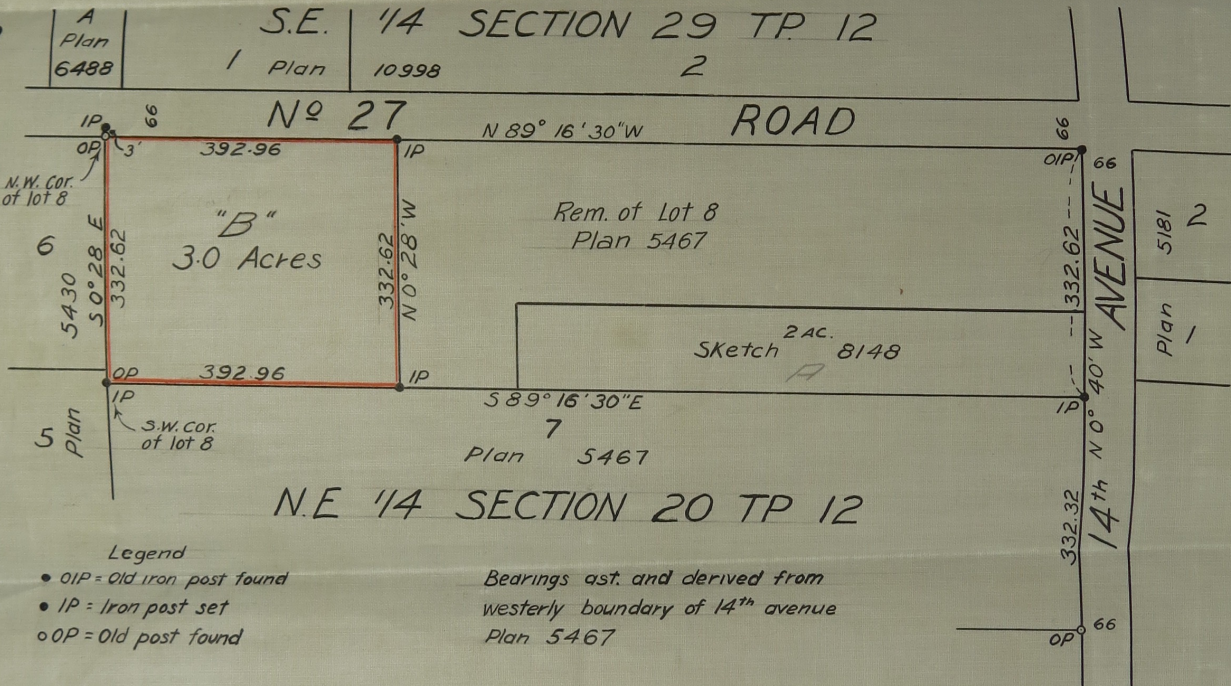 A
Plan
6488
S.E. 1/4 SECTION 29 TP. 12
1 Plan 10998 2
No 27 ROAD
66
IP
OP
3'
392.96
IP
N 89° 16' 30" W
66
OIP
66
N.W. Cor.
of lot 8
6
5430
S 0° 28 E
332.62
"B"
3.0 Acres
332.62
N 0° 28' W
Rem. of Lot 8
Plan 5467
332.62
14th AVENUE
N 0° 40' W
5181
2
Plan
1
2 AC.
Sketch 8148
A
OP
392.96
IP
IP
S 89° 16' 30" E
IP
5
Plan
S.W. Cor.
of lot 8
7
Plan 5467
N.E 1/4 SECTION 20 TP 12
332.32
Legend
OIP = Old iron post found
IP = Iron post set
OP = Old post found
Bearings ast. and derived from
westerly boundary of 14th avenue
Plan 5467
66
OP